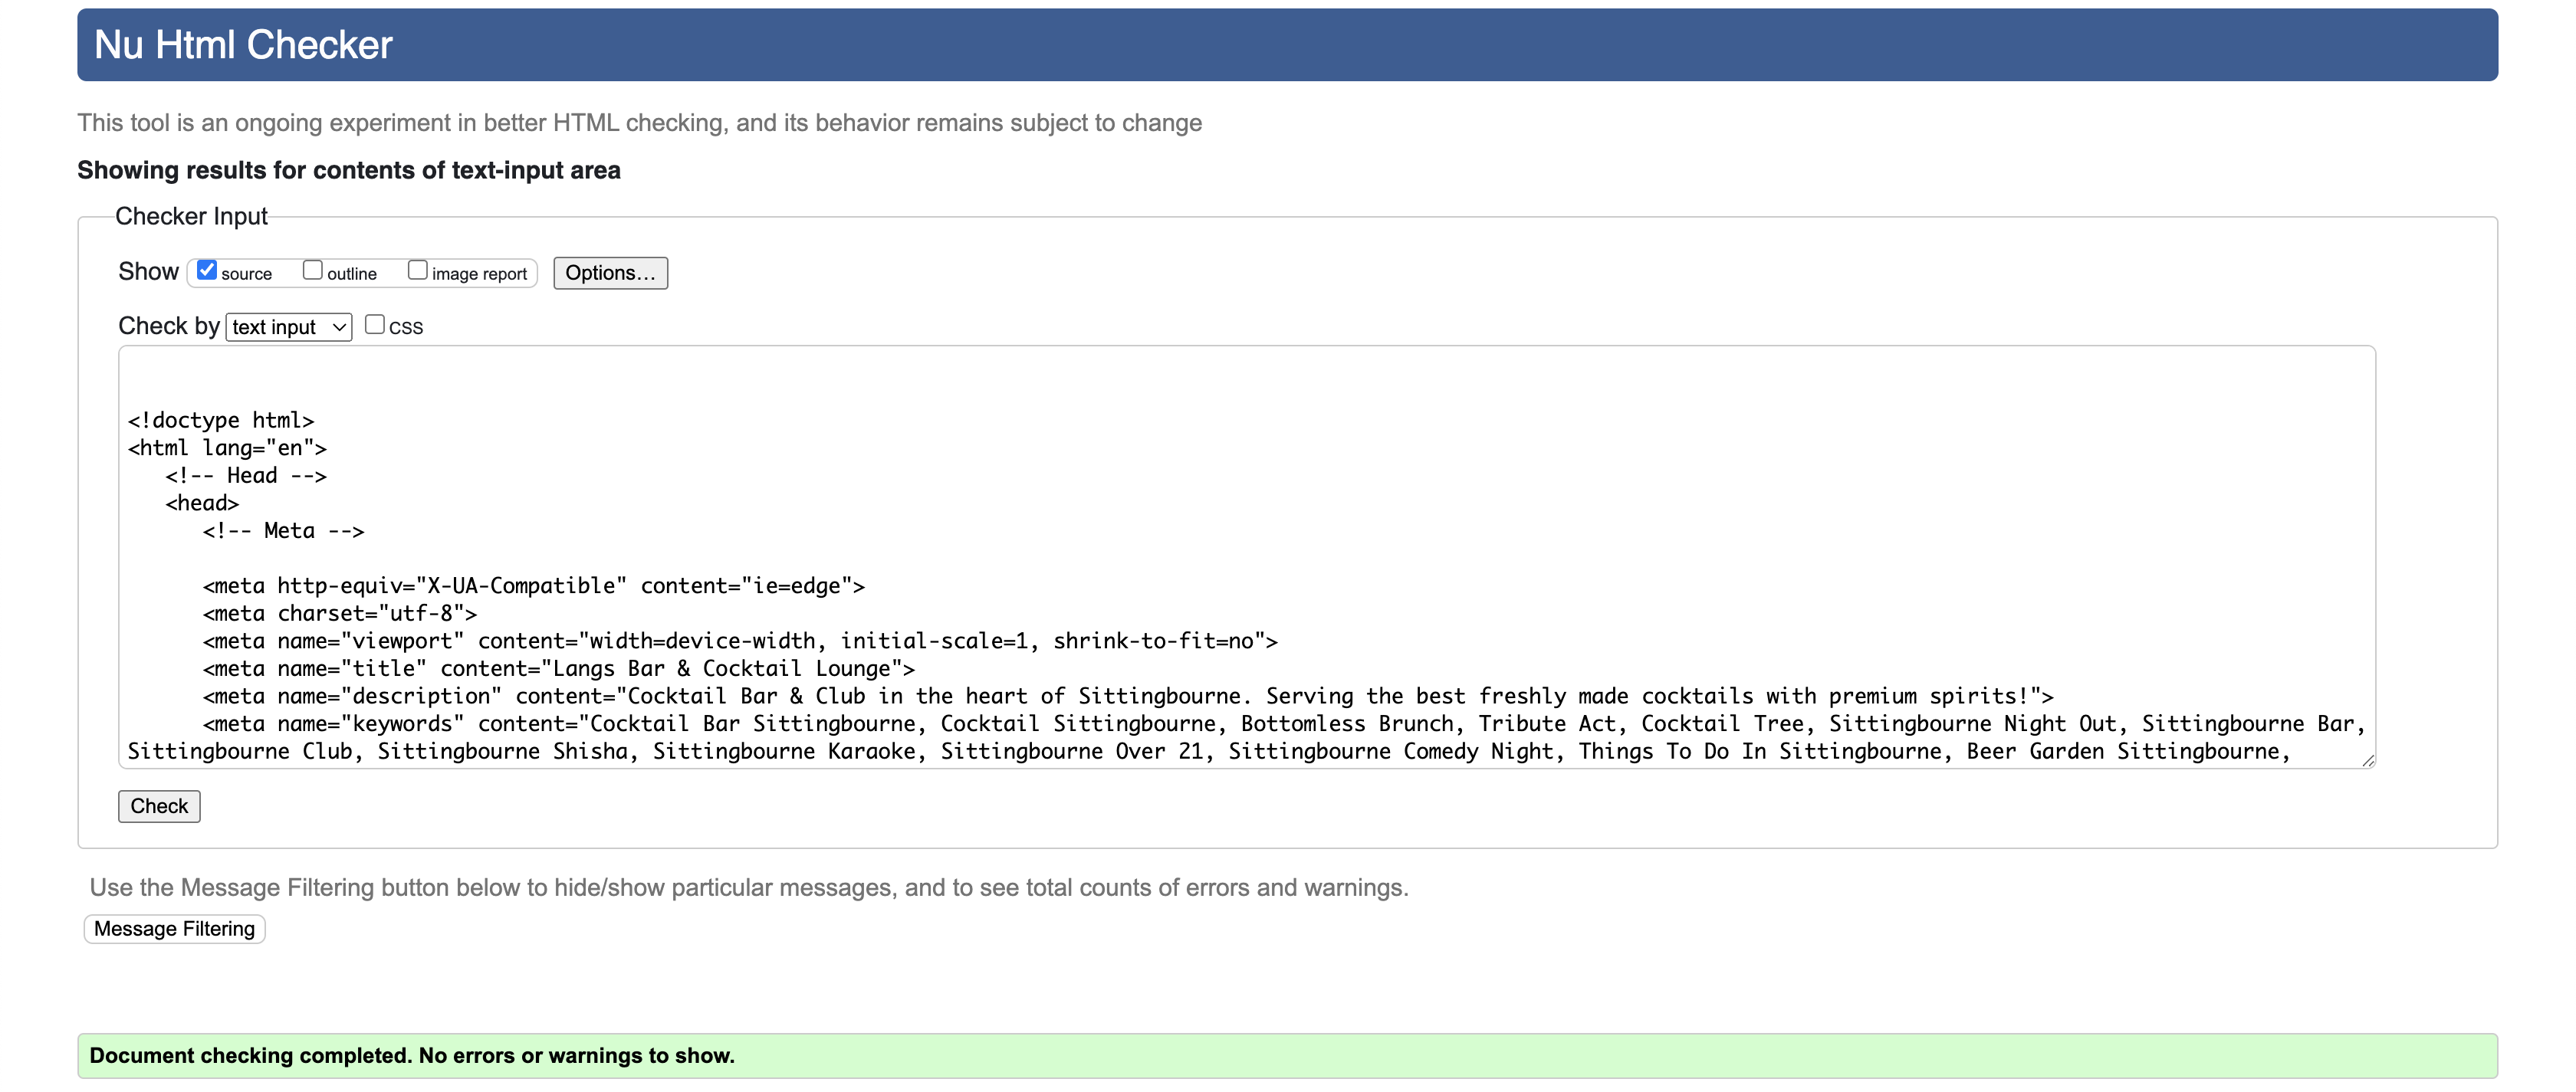 Nu Html Checker
This tool is an ongoing experiment in better HTML checking, and its behavior remains subject to change
Showing results for contents of text-input area
Checker Input
Show source outline image report Options...
Check by text input CSS
<!doctype html>
<html lang="en">
<!-- Head -->
<head>
<!-- Meta -->
<meta http-equiv="X-UA-Compatible" content="ie=edge">
<meta charset="utf-8">
<meta name="viewport" content="width=device-width, initial-scale=1, shrink-to-fit=no">
<meta name="title" content="Langs Bar & Cocktail Lounge">
<meta name="description" content="Cocktail Bar & Club in the heart of Sittingbourne. Serving the best freshly made cocktails with premium spirits!">
<meta name="keywords" content="Cocktail Bar Sittingbourne, Cocktail Sittingbourne, Bottomless Brunch, Tribute Act, Cocktail Tree, Sittingbourne Night Out, Sittingbourne Bar,
Sittingbourne Club, Sittingbourne Shisha, Sittingbourne Karaoke, Sittingbourne Over 21, Sittingbourne Comedy Night, Things To Do In Sittingbourne, Beer Garden Sittingbourne,
Check
Use the Message Filtering button below to hide/show particular messages, and to see total counts of errors and warnings.
Message Filtering
Document checking completed. No errors or warnings to show.